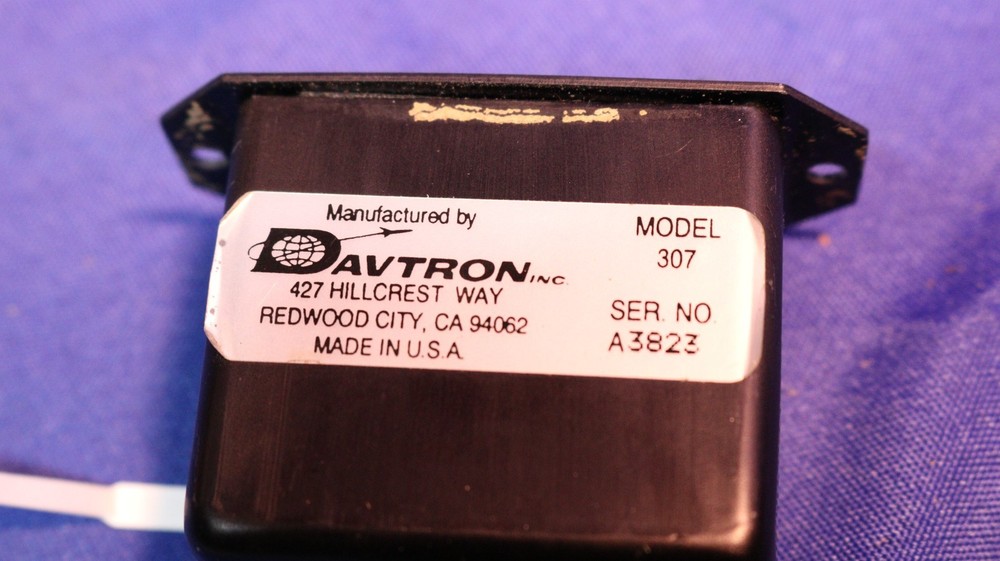 Manufactured by
DAVTRON INC.
427 HILLCREST WAY
REDWOOD CITY, CA 94062
MADE IN U.S.A.
MODEL
307
SER. NO.
A3823